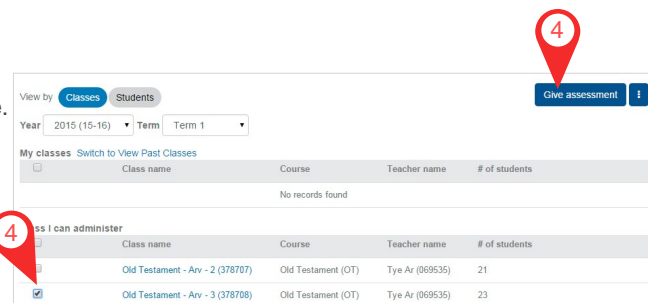 4
View by Classes Students Give assessment
e.
Year 2015 (15-16) Term Term 1
My classes Switch to View Past Classes
Class name Course Teacher name # of students
No records found
ss I can administer
4
Class name Course Teacher name # of students
Old Testament - Arv - 2 (378707) Old Testament (OT) Tye Ar (069535) 21
Old Testament - Arv - 3 (378708) Old Testament (OT) Tye Ar (069535) 23